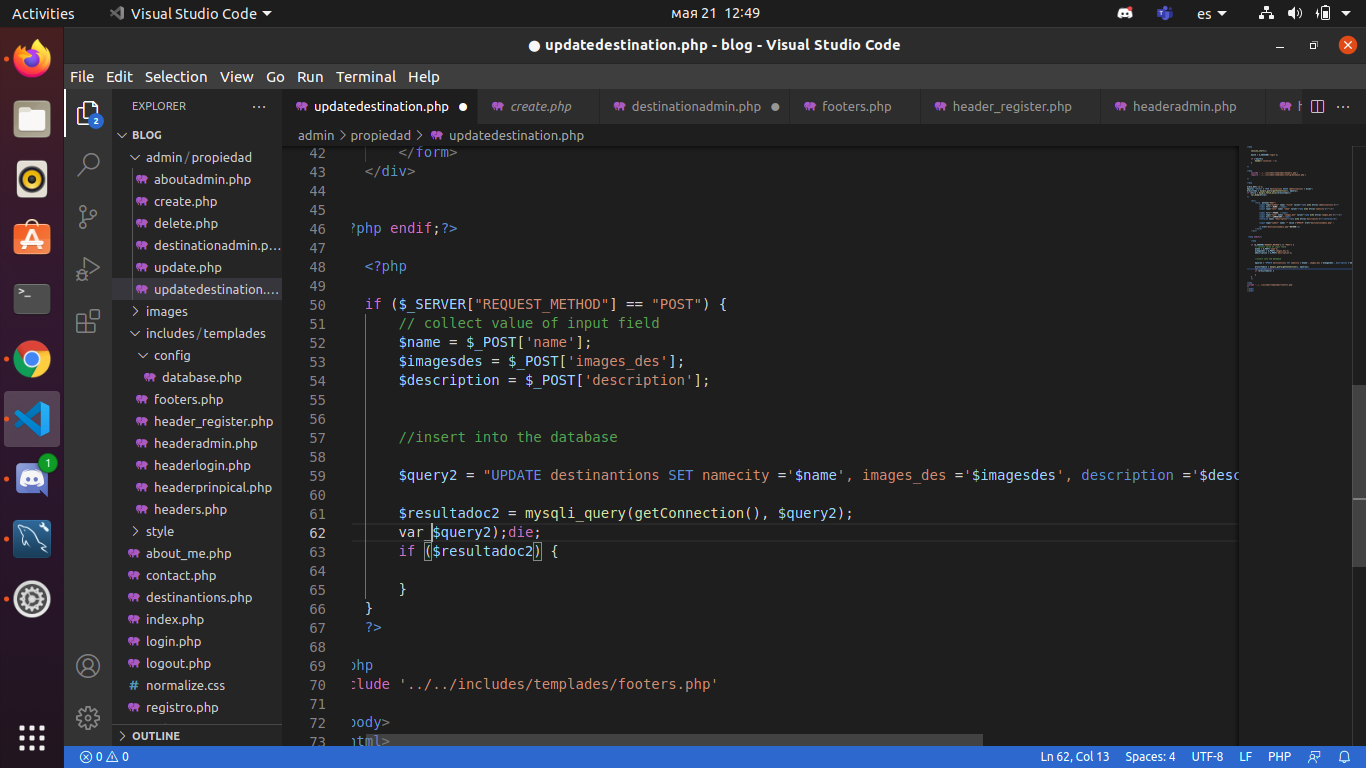 Activities
Visual Studio Code
мая 21 12:49
es
● updatedestination.php - blog - Visual Studio Code
File Edit Selection View Go Run Terminal Help
EXPLORER
updatedestination.php
create.php
destinationadmin.php
footers.php
header_register.php
headeradmin.php
h
admin > propiedad > updatedestination.php
2
1
BLOG
admin/propiedad
aboutadmin.php
create.php
delete.php
destinationadmin.p...
update.php
updatedestination....
images
includes/templades
config
database.php
footers.php
header_register.php
headeradmin.php
headerlogin.php
headerprinpical.php
headers.php
style
about_me.php
contact.php
destinantions.php
index.php
login.php
logout.php
normalize.css
registro.php
OUTLINE
42 </form>
43 </div>
44
45
46 ?php endif;?>
47
48 <?php
49
50 if ($_SERVER["REQUEST_METHOD"] == "POST") {
51 // collect value of input field
52 $name = $_POST['name'];
53 $imagesdes = $_POST['images_des'];
54 $description = $_POST['description'];
55
56
57 //insert into the database
58
59 $query2 = "UPDATE destinantions SET namecity ='$name', images_des ='$imagesdes', description ='$desc
60
61 $resultadoc2 = mysqli_query(getConnection(), $query2);
62 var_$query2);die;
63 if ($resultadoc2) {
64
65 }
66 }
67 ?>
68
69 php
70 clude '../../includes/templades/footers.php'
71
72 body>
73 html>
0 0
Ln 62, Col 13 Spaces: 4 UTF-8 LF PHP